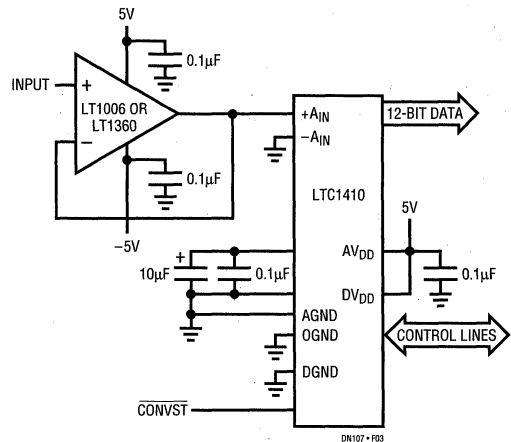 5V
0.1µF
INPUT
+
LT1006 OR
LT1360
–
0.1µF
–5V
+AIN
12-BIT DATA
–AIN
LTC1410
5V
+
10µF
0.1µF
AVDD
0.1µF
DVDD
AGND
OGND
CONTROL LINES
DGND
CONVST
DN107 • F03